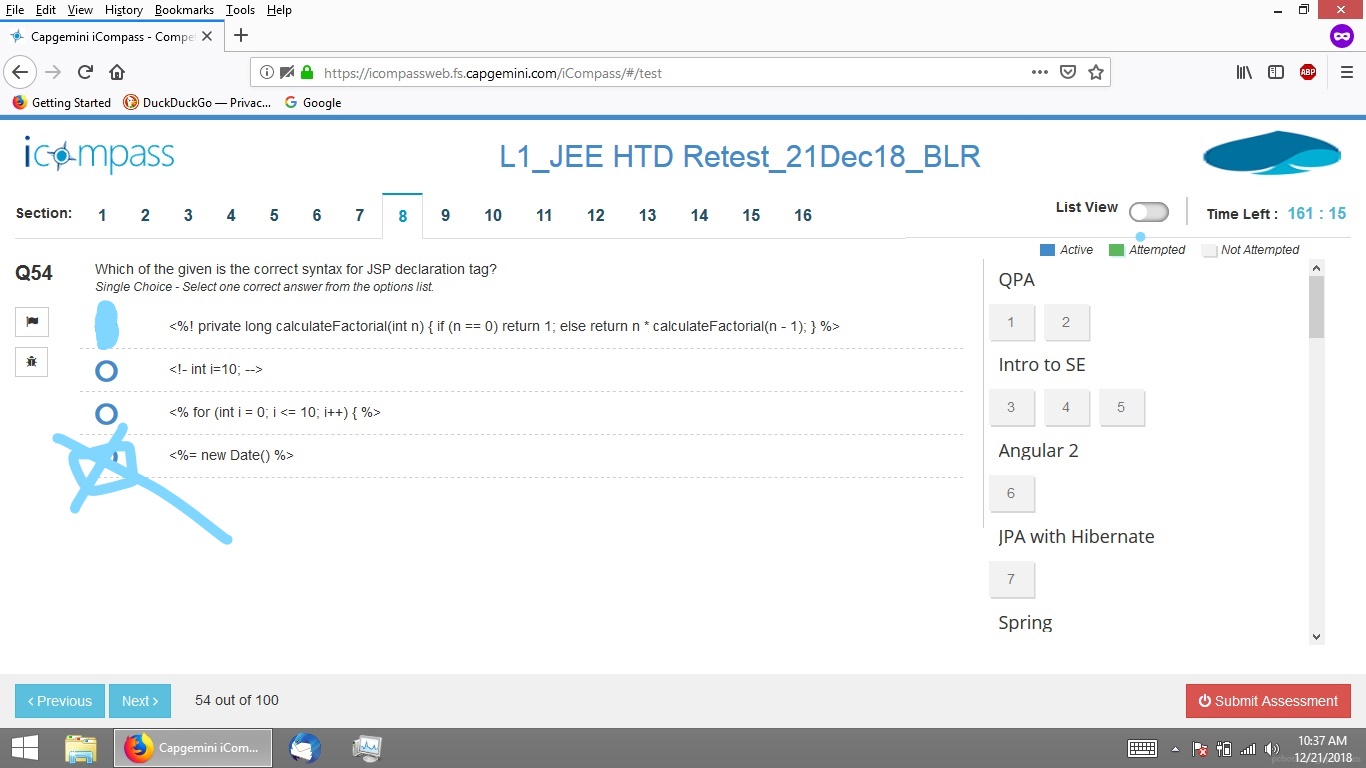 File Edit View History Bookmarks Tools Help
Capgemini iCompass - Compet
https://icompassweb.fs.capgemini.com/iCompass/#/test
ABP
Getting Started DuckDuckGo — Privac... Google
icompass
L1_JEE HTD Retest_21Dec18_BLR
Section: 1 2 3 4 5 6 7 8 9 10 11 12 13 14 15 16
List View
Time Left : 161 : 15
Active Attempted Not Attempted
Q54
Which of the given is the correct syntax for JSP declaration tag?
Single Choice - Select one correct answer from the options list.
<%! private long calculateFactorial(int n) { if (n == 0) return 1; else return n * calculateFactorial(n - 1); } %>
<!- int i=10; -->
<% for (int i = 0; i <= 10; i++) { %>
<%= new Date() %>
QPA
1 2
Intro to SE
3 4 5
Angular 2
6
JPA with Hibernate
7
Spring
Previous Next 54 out of 100
Submit Assessment
Capgemini iCom...
10:37 AM
12/21/2018